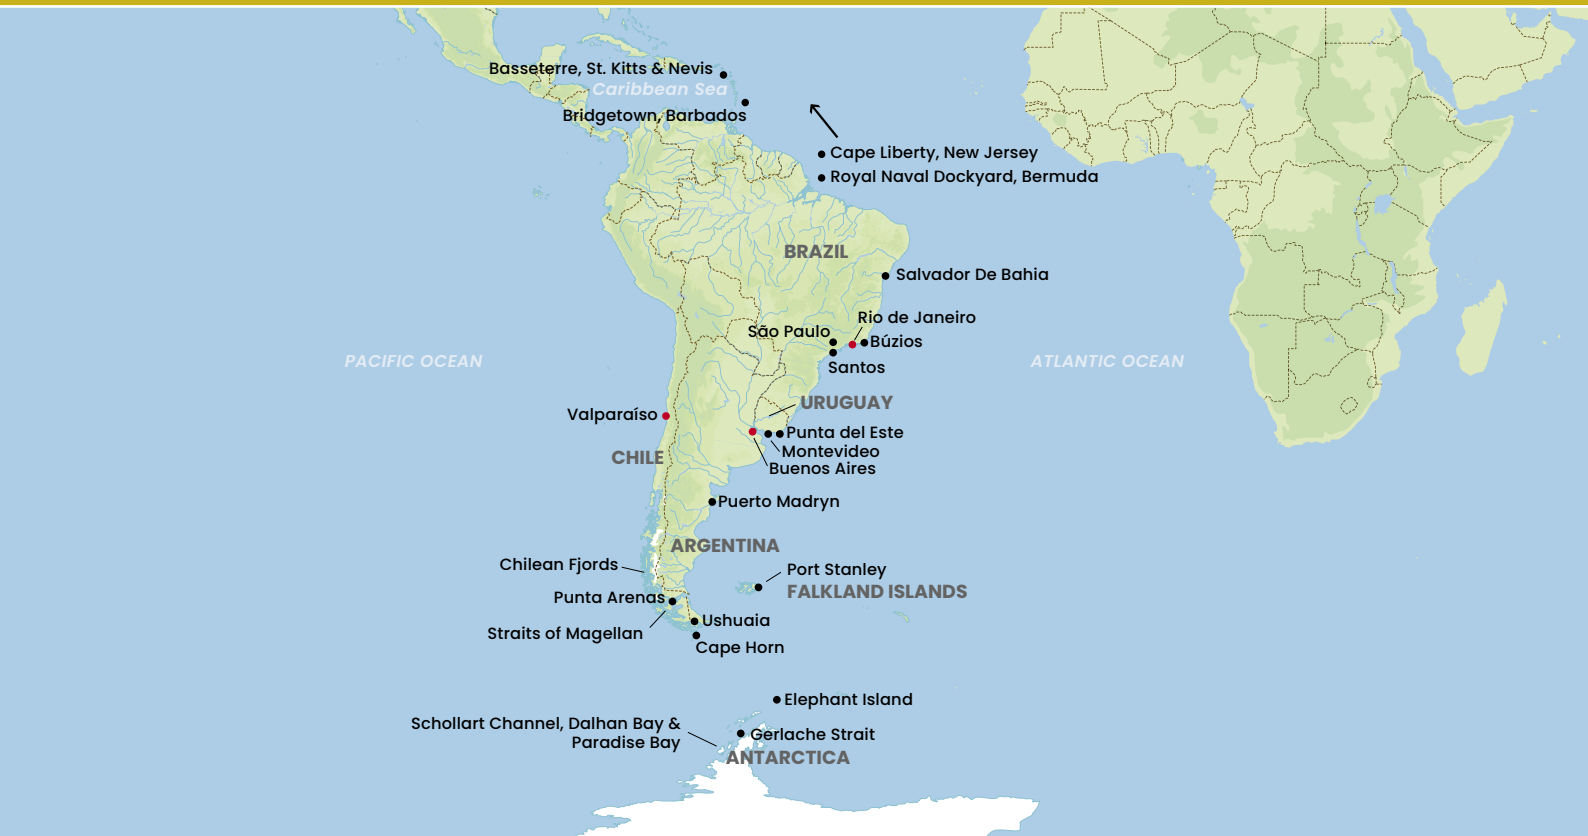 Basseterre, St. Kitts & Nevis
Caribbean Sea
Bridgetown, Barbados
Cape Liberty, New Jersey
Royal Naval Dockyard, Bermuda
BRAZIL
Salvador De Bahia
Rio de Janeiro
São Paulo
Búzios
Santos
PACIFIC OCEAN
ATLANTIC OCEAN
URUGUAY
Valparaíso
Punta del Este
Montevideo
CHILE
Buenos Aires
Puerto Madryn
ARGENTINA
Chilean Fjords
Port Stanley
FALKLAND ISLANDS
Punta Arenas
Ushuaia
Straits of Magellan
Cape Horn
Elephant Island
Schollart Channel, Dalhan Bay &
Paradise Bay
Gerlache Strait
ANTARCTICA